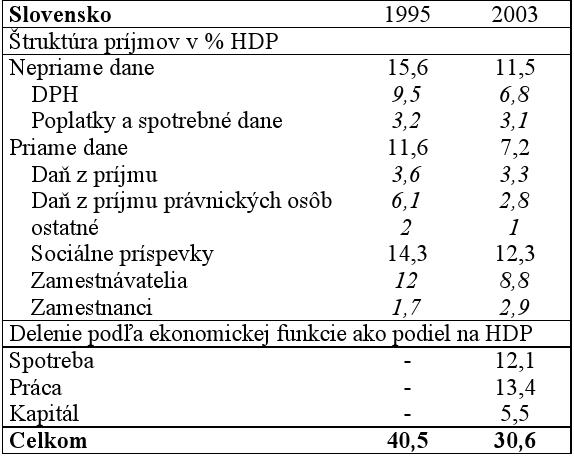 Slovensko 1995 2003
Štruktúra príjmov v % HDP
Nepriame dane 15,6 11,5
DPH 9,5 6,8
Poplatky a spotrebné dane 3,2 3,1
Priame dane 11,6 7,2
Daň z príjmu 3,6 3,3
Daň z príjmu právnických osôb 6,1 2,8
ostatné 2 1
Sociálne príspevky 14,3 12,3
Zamestnávatelia 12 8,8
Zamestnanci 1,7 2,9
Delenie podľa ekonomickej funkcie ako podiel na HDP
Spotreba - 12,1
Práca - 13,4
Kapitál - 5,5
Celkom 40,5 30,6